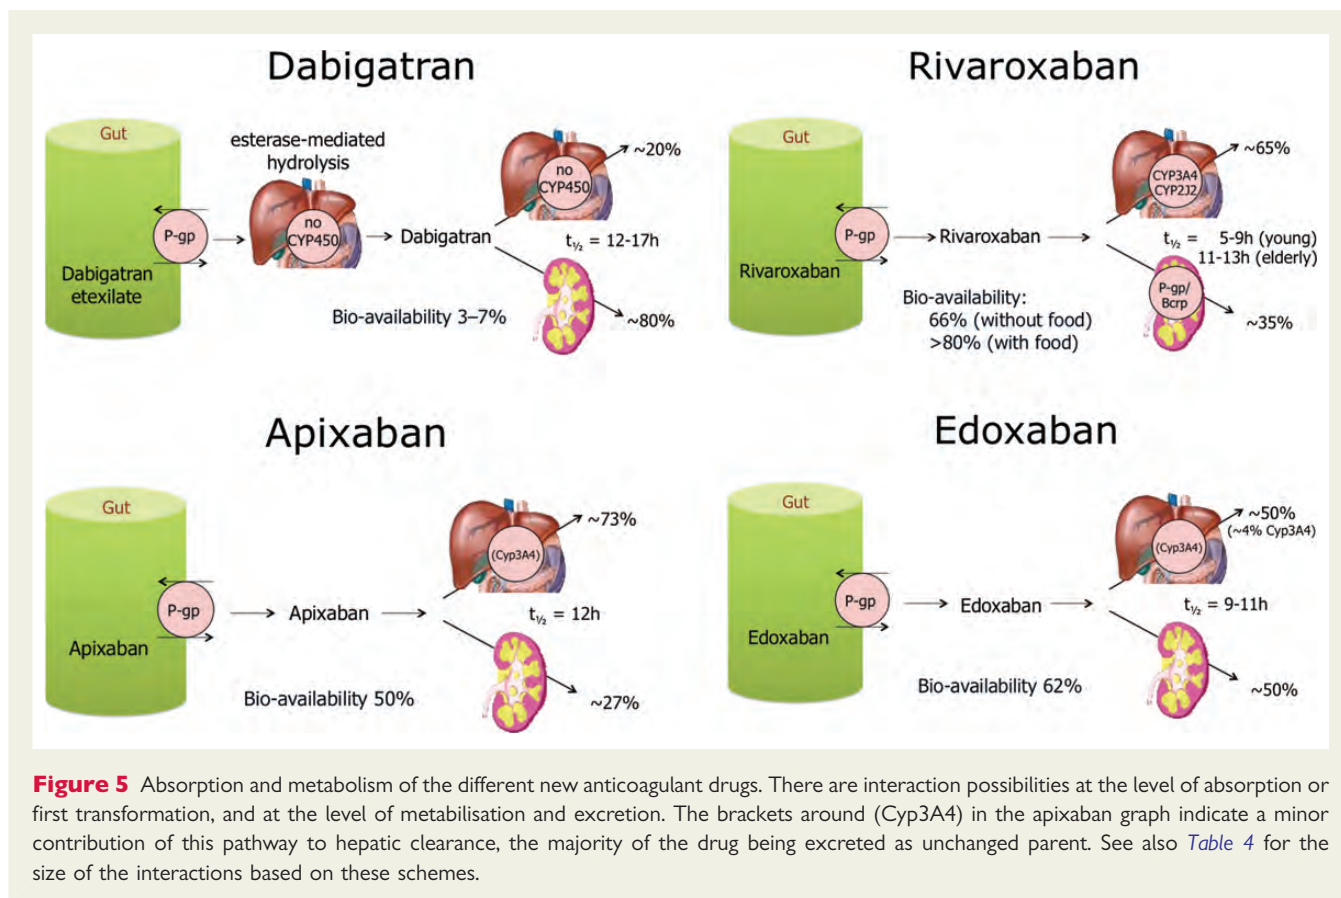 Dabigatran
Gut
P-gp
Dabigatran
etexilate
esterase-mediated
hydrolysis
no
CYP450
Dabigatran
no
CYP450
~20%
t½ = 12-17h
Bio-availability 3–7%
~80%
Rivaroxaban
Gut
P-gp
Rivaroxaban
Rivaroxaban
CYP3A4
CYP2J2
~65%
t½ = 5-9h (young)
11-13h (elderly)
P-gp/
Bcrp
~35%
Bio-availability:
66% (without food)
>80% (with food)
Apixaban
Gut
P-gp
Apixaban
Apixaban
(Cyp3A4)
~73%
t½ = 12h
Bio-availability 50%
~27%
Edoxaban
Gut
P-gp
Edoxaban
Edoxaban
(Cyp3A4)
~50%
(~4% Cyp3A4)
t½ = 9-11h
Bio-availability 62%
~50%
Figure 5 Absorption and metabolism of the different new anticoagulant drugs. There are interaction possibilities at the level of absorption or
first transformation, and at the level of metabilisation and excretion. The brackets around (Cyp3A4) in the apixaban graph indicate a minor
contribution of this pathway to hepatic clearance, the majority of the drug being excreted as unchanged parent. See also Table 4 for the
size of the interactions based on these schemes.